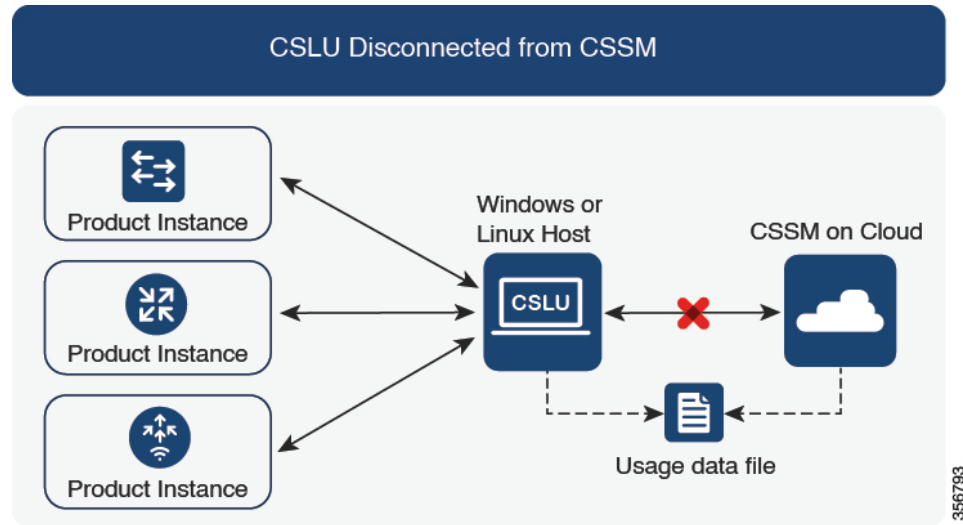 CSLU Disconnected from CSSM
Product Instance
Product Instance
Product Instance
Windows or
Linux Host
CSLU
CSSM on Cloud
Usage data file
356793